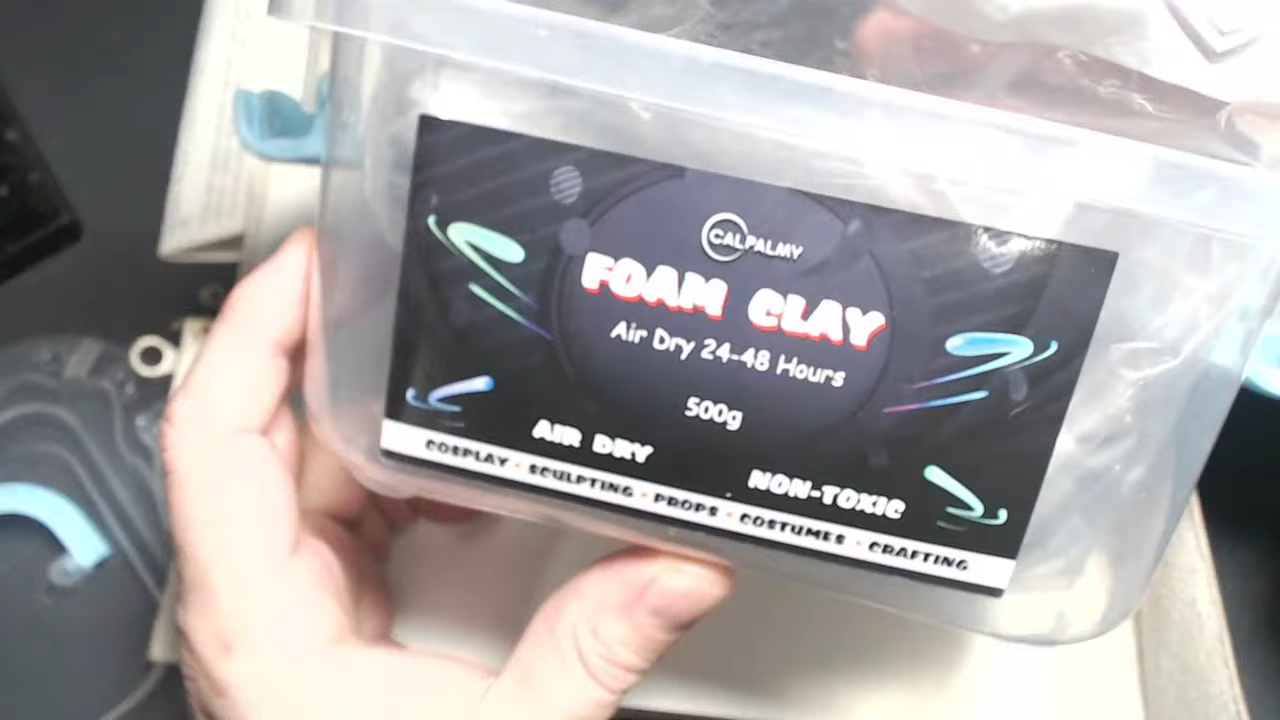 CALPALMY
FOAM CLAY
Air Dry 24-48 Hours
500g
AIR DRY
NON-TOXIC
COSPLAY • SCULPTING • PROPS • COSTUMES • CRAFTING